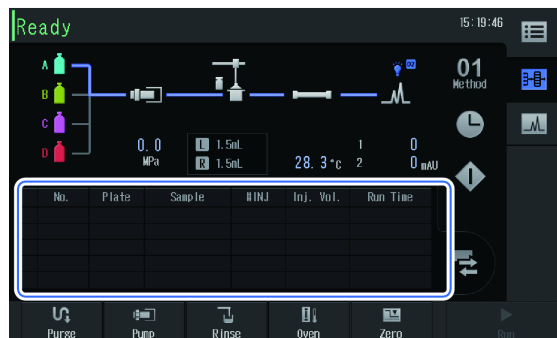 Ready
15:19:46
A
B
C
D
D2
01
Method
0.0
MPa
L 1.5mL
R 1.5mL
28.3°C
1 0
2 0 mAU
No. Plate Sample #INJ Inj. Vol. Run Time
Purge Pump Rinse Oven Zero Run